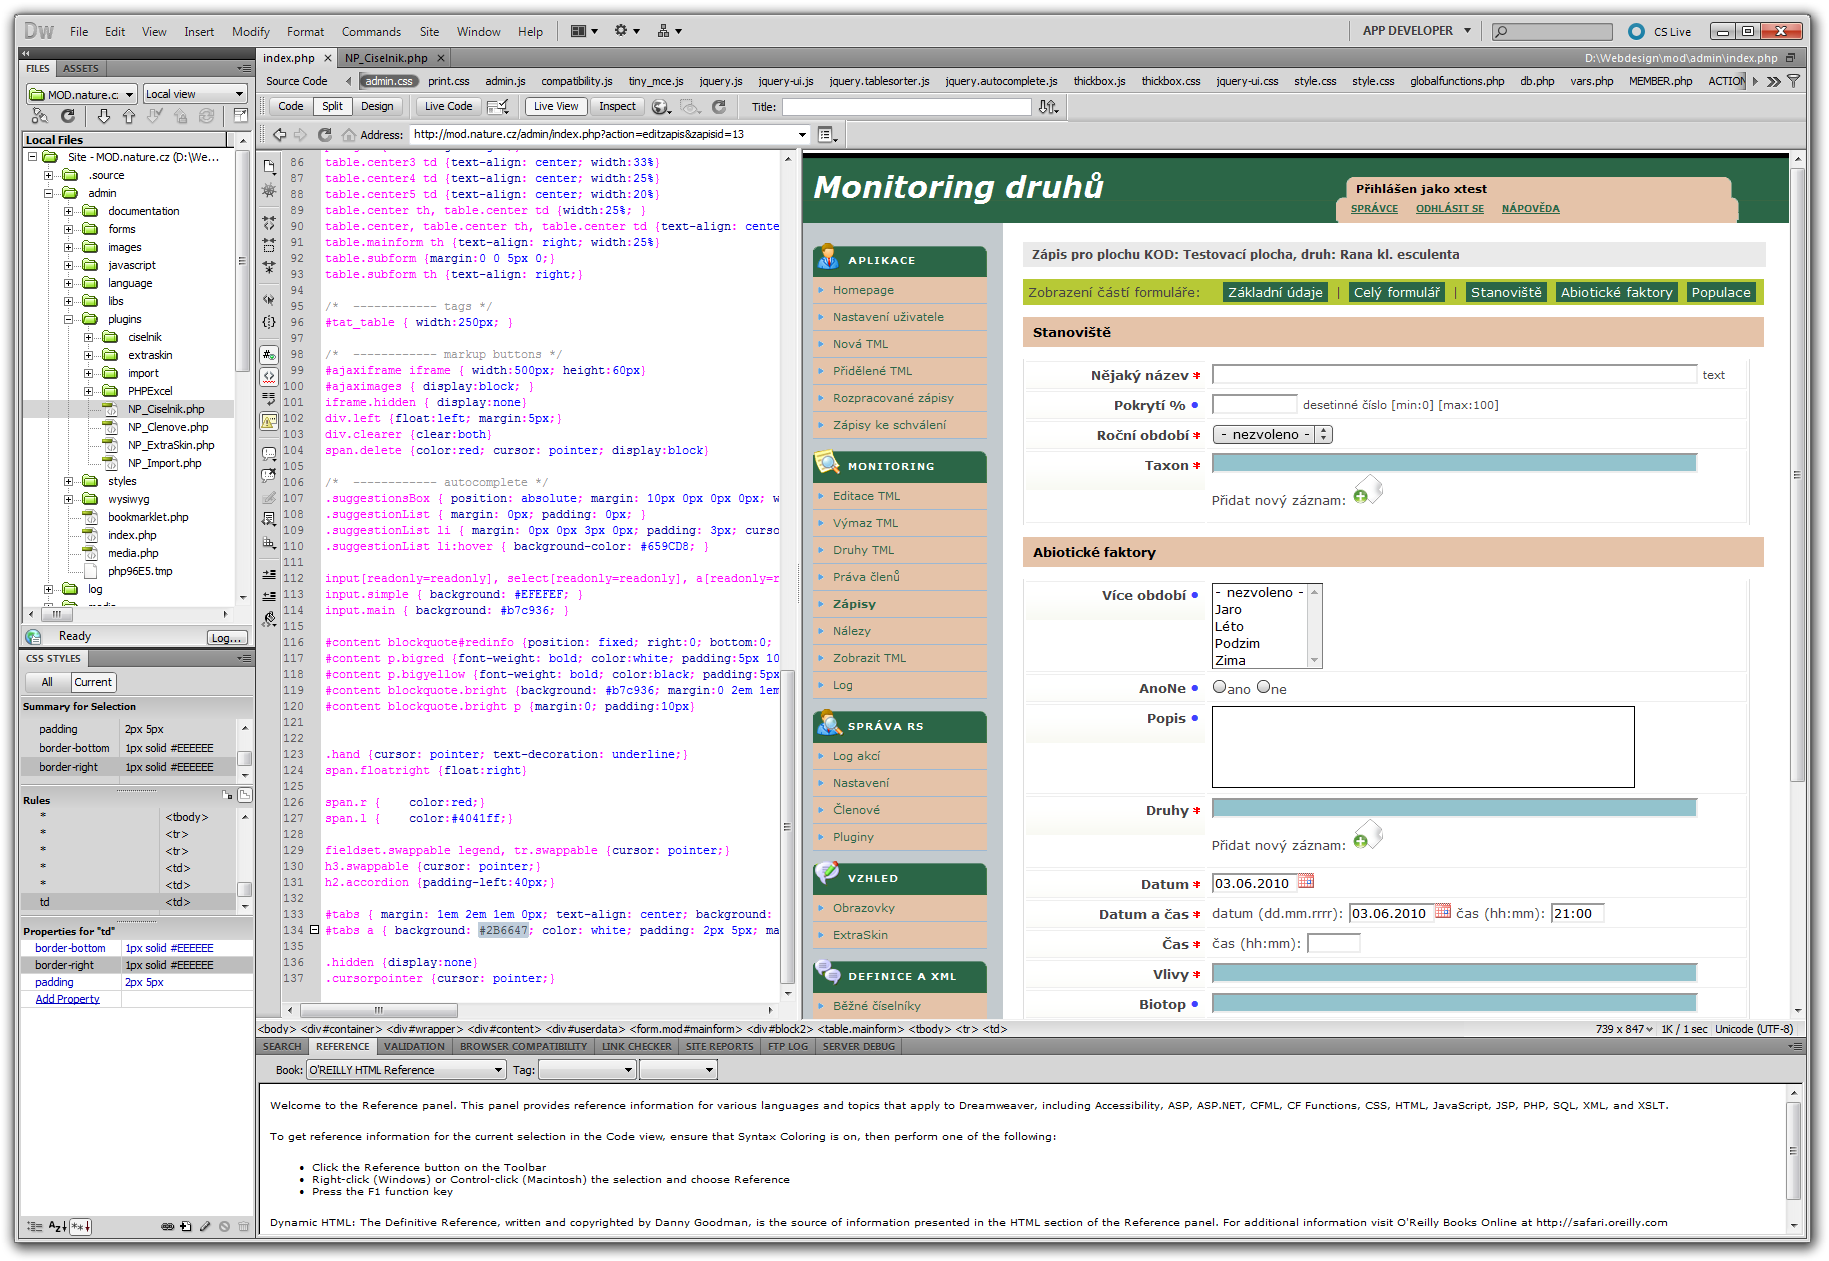 Dw File Edit View Insert Modify Format Commands Site Window Help APP DEVELOPER CS Live
FILES ASSETS
MOD.nature.c: Local view
Local Files
Site - MOD.nature.cz (D:\We...
.source
admin
documentation
forms
images
javascript
language
libs
plugins
ciselnik
extraskin
import
PHPExcel
NP_Ciselnik.php
NP_Clenove.php
NP_ExtraSkin.php
NP_Import.php
styles
wysiwyg
bookmarklet.php
index.php
media.php
php96E5.tmp
log
Ready Log...
CSS STYLES
All Current
Summary for Selection
padding 2px 5px
border-bottom 1px solid #EEEEEE
border-right 1px solid #EEEEEE
Rules
* <tbody>
* <tr>
* <tr>
* <td>
* <td>
td <td>
Properties for "td"
border-bottom 1px solid #EEEEEE
border-right 1px solid #EEEEEE
padding 2px 5px
Add Property
index.php × NP_Ciselnik.php × D:\Webdesign\mod\admin\index.php
Source Code admin.css print.css admin.js compatibility.js tiny_mce.js jquery.js jquery-ui.js jquery.tablesorter.js jquery.autocomplete.js thickbox.js thickbox.css jquery-ui.css style.css style.css globalfunctions.php db.php vars.php MEMBER.php ACTION
Code Split Design Live Code Live View Inspect Title:
Address: http://mod.nature.cz/admin/index.php?action=editzapis&zapisid=13
86 table.center3 td {text-align: center; width:33%}
87 table.center4 td {text-align: center; width:25%}
88 table.center5 td {text-align: center; width:20%}
89 table.center th, table.center td {width:25%; }
90 table.center, table.center th, table.center td {text-align: cente
91 table.mainform th {text-align: right; width:25%}
92 table.subform {margin:0 0 5px 0;}
93 table.subform th {text-align: right;}
94
95 /* ------------ tags */
96 #tat_table { width:250px; }
97
98 /* ------------ markup buttons */
99 #ajaxiframe iframe { width:500px; height:60px}
100 #ajaximages { display:block; }
101 iframe.hidden { display:none}
102 div.left {float:left; margin:5px;}
103 div.clearer {clear:both}
104 span.delete {color:red; cursor: pointer; display:block}
105
106 /* ------------ autocomplete */
107 .suggestionsBox { position: absolute; margin: 10px 0px 0px 0px; w
108 .suggestionList { margin: 0px; padding: 0px; }
109 .suggestionList li { margin: 0px 0px 3px 0px; padding: 3px; curso
110 .suggestionList li:hover { background-color: #659CD8; }
111
112 input[readonly=readonly], select[readonly=readonly], a[readonly=r
113 input.simple { background: #EFEFEF; }
114 input.main { background: #b7c936; }
115
116 #content blockquote#redinfo {position: fixed; right:0; bottom:0;
117 #content p.bigred {font-weight: bold; color:white; padding:5px 10
118 #content p.bigyellow {font-weight: bold; color:black; padding:5px
119 #content blockquote.bright {background: #b7c936; margin:0 2em 1em
120 #content blockquote.bright p {margin:0; padding:10px}
121
122
123 .hand {cursor: pointer; text-decoration: underline;}
124 span.floatright {float:right}
125
126 span.r { color:red;}
127 span.l { color:#4041ff;}
128
129 fieldset.swappable legend, tr.swappable {cursor: pointer;}
130 h3.swappable {cursor: pointer;}
131 h2.accordion {padding-left:40px;}
132
133 #tabs { margin: 1em 2em 1em 0px; text-align: center; background:
134 #tabs a { background: #2B6647; color: white; padding: 2px 5px; ma
135
136 .hidden {display:none}
137 .cursorpointer {cursor: pointer;}
Monitoring druhů
Přihlášen jako xtest
SPRÁVCE ODHLÁSIT SE NÁPOVĚDA
APLIKACE
Homepage
Nastavení uživatele
Nová TML
Přidělené TML
Rozpracované zápisy
Zápisy ke schválení
MONITORING
Editace TML
Výmaz TML
Druhy TML
Práva členů
Zápisy
Nálezy
Zobrazit TML
Log
SPRÁVA RS
Log akcí
Nastavení
Členové
Pluginy
VZHLED
Obrazovky
ExtraSkin
DEFINICE A XML
Běžné číselníky
Zápis pro plochu KOD: Testovací plocha, druh: Rana kl. esculenta
Zobrazení částí formuláře: Základní údaje | Celý formulář | Stanoviště Abiotické faktory Populace
Stanoviště
Nějaký název * text
Pokrytí % • desetinné číslo [min:0] [max:100]
Roční období * - nezvoleno -
Taxon *
Přidat nový záznam:
Abiotické faktory
Více období • - nezvoleno -
Jaro
Léto
Podzim
Zima
AnoNe • ano ne
Popis •
Druhy *
Přidat nový záznam:
Datum * 03.06.2010
Datum a čas * datum (dd.mm.rrrr): 03.06.2010 čas (hh:mm): 21:00
Čas * čas (hh:mm):
Vlivy *
Biotop •
<body> <div#container> <div#wrapper> <div#content> <div#userdata> <form.mod#mainform> <div#block2> <table.mainform> <tbody> <tr> <td> 739 x 847 1K / 1 sec Unicode (UTF-8)
SEARCH REFERENCE VALIDATION BROWSER COMPATIBILITY LINK CHECKER SITE REPORTS FTP LOG SERVER DEBUG
Book: O'REILLY HTML Reference Tag:
Welcome to the Reference panel. This panel provides reference information for various languages and topics that apply to Dreamweaver, including Accessibility, ASP, ASP.NET, CFML, CF Functions, CSS, HTML, JavaScript, JSP, PHP, SQL, XML, and XSLT.
To get reference information for the current selection in the Code view, ensure that Syntax Coloring is on, then perform one of the following:
• Click the Reference button on the Toolbar
• Right-click (Windows) or Control-click (Macintosh) the selection and choose Reference
• Press the F1 function key
Dynamic HTML: The Definitive Reference, written and copyrighted by Danny Goodman, is the source of information presented in the HTML section of the Reference panel. For additional information visit O'Reilly Books Online at http://safari.oreilly.com